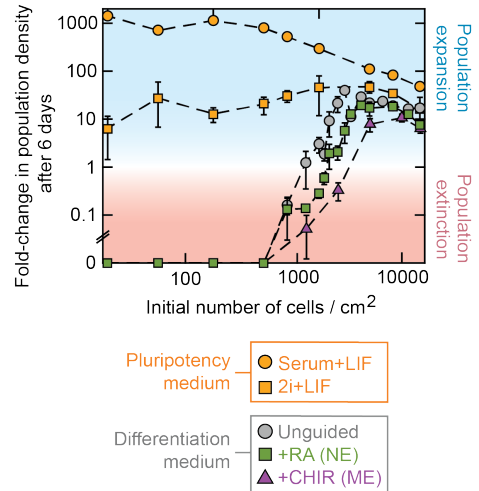 Fold-change in population density
after 6 days
1000
100
10
1
0.1
0
100
1000
10000
Initial number of cells / cm²
Population
expansion
Population
extinction
Pluripotency
medium
Serum+LIF
2i+LIF
Differentiation
medium
Unguided
+RA (NE)
+CHIR (ME)